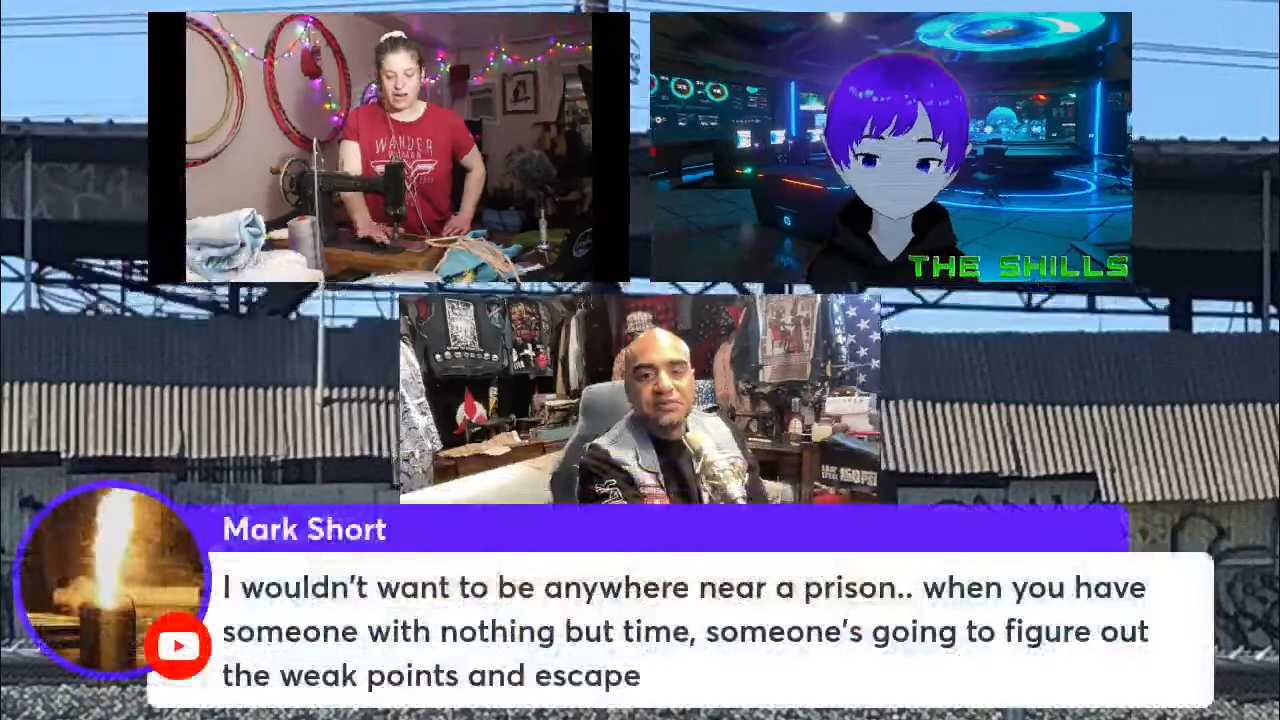 WANDER
WOMAN
THE SHILLS
Mark Short
I wouldn't want to be anywhere near a prison.. when you have
someone with nothing but time, someone's going to figure out
the weak points and escape